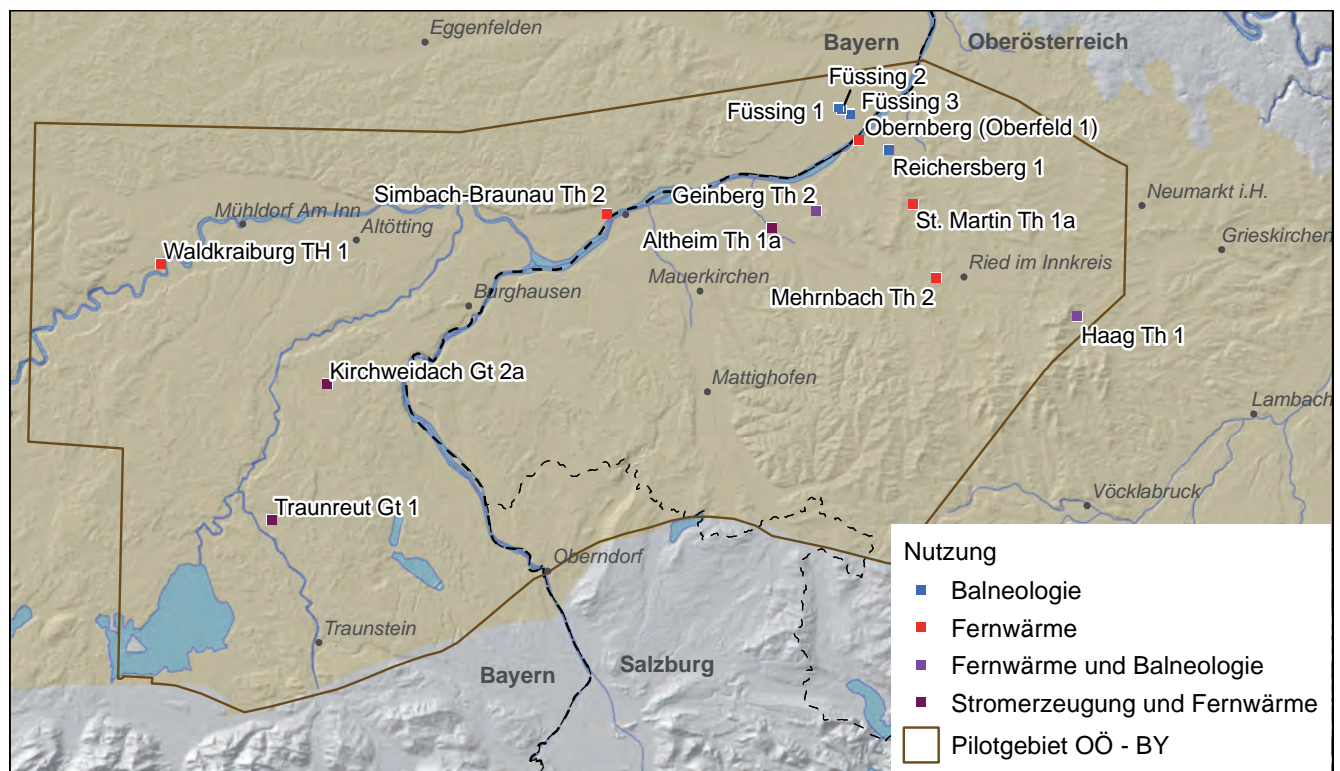 Eggenfelden
Bayern
Oberösterreich
Füssing 2
Füssing 1
Füssing 3
Obernberg (Oberfeld 1)
Reichersberg 1
Simbach-Braunau Th 2
Geinberg Th 2
Neumarkt i.H.
Mühldorf Am Inn
Altötting
Altheim Th 1a
St. Martin Th 1a
Grieskirchen
Waldkraiburg TH 1
Mauerkirchen
Ried im Innkreis
Burghausen
Mehrnbach Th 2
Haag Th 1
Kirchweidach Gt 2a
Mattighofen
Lambach
Vöcklabruck
Traunreut Gt 1
Oberndorf
Traunstein
Bayern
Salzburg
Nutzung
Balneologie
Fernwärme
Fernwärme und Balneologie
Stromerzeugung und Fernwärme
Pilotgebiet OÖ - BY